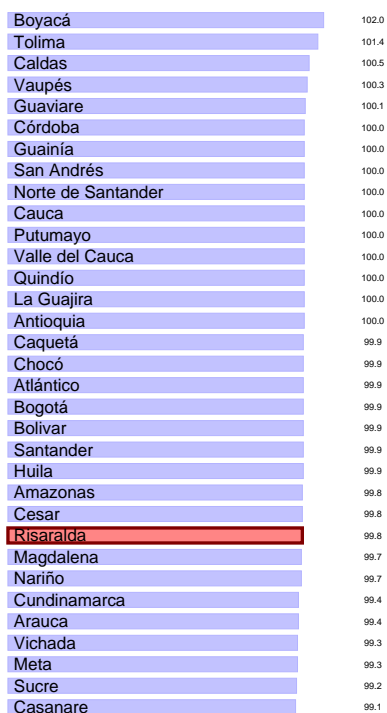 Boyacá 102.0
Tolima 101.4
Caldas 100.5
Vaupés 100.3
Guaviare 100.1
Córdoba 100.0
Guainía 100.0
San Andrés 100.0
Norte de Santander 100.0
Cauca 100.0
Putumayo 100.0
Valle del Cauca 100.0
Quindío 100.0
La Guajira 100.0
Antioquia 100.0
Caquetá 99.9
Chocó 99.9
Atlántico 99.9
Bogotá 99.9
Bolivar 99.9
Santander 99.9
Huila 99.9
Amazonas 99.8
Cesar 99.8
Risaralda 99.8
Magdalena 99.7
Nariño 99.7
Cundinamarca 99.4
Arauca 99.4
Vichada 99.3
Meta 99.3
Sucre 99.2
Casanare 99.1